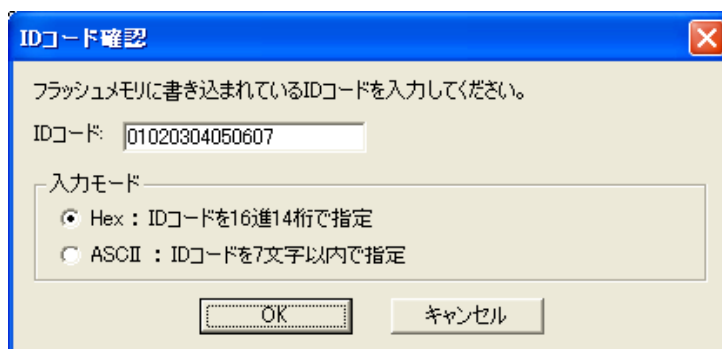 IDコード確認
フラッシュメモリに書き込まれているIDコードを入力してください。
IDコード: 01020304050607
入力モード
Hex : IDコードを16進14桁で指定
ASCII : IDコードを7文字以内で指定
OK キャンセル